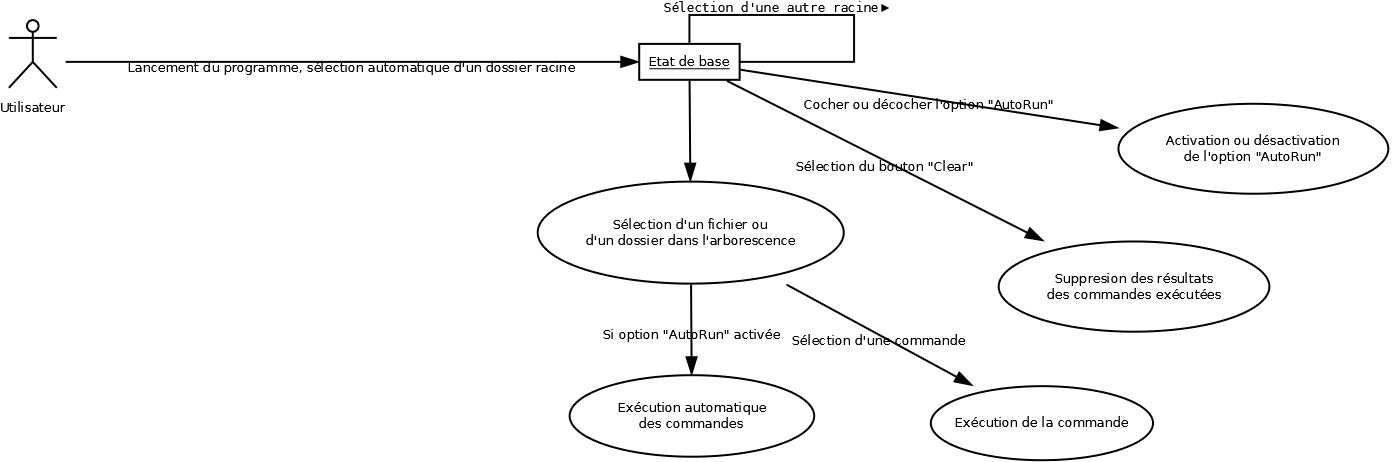 Sélection d'une autre racine
Utilisateur
Lancement du programme, sélection automatique d'un dossier racine
Etat de base
Cocher ou décocher l'option "AutoRun"
Activation ou désactivation
de l'option "AutoRun"
Sélection du bouton "Clear"
Sélection d'un fichier ou
d'un dossier dans l'arborescence
Suppresion des résultats
des commandes exécutées
Si option "AutoRun" activée
Sélection d'une commande
Exécution automatique
des commandes
Exécution de la commande